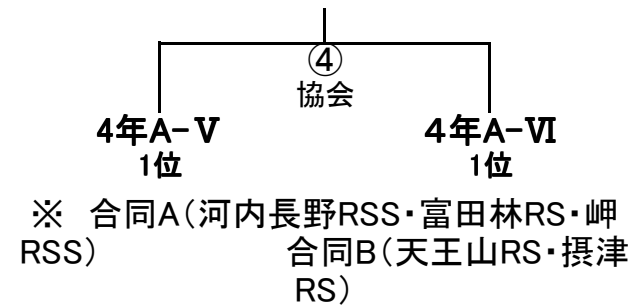 ④
協会
4年A-Ⅴ 4年A-Ⅵ
1位 1位
※ 合同A(河内長野RSS・富田林RS・岬
RSS) 合同B(天王山RS・摂津
RS)